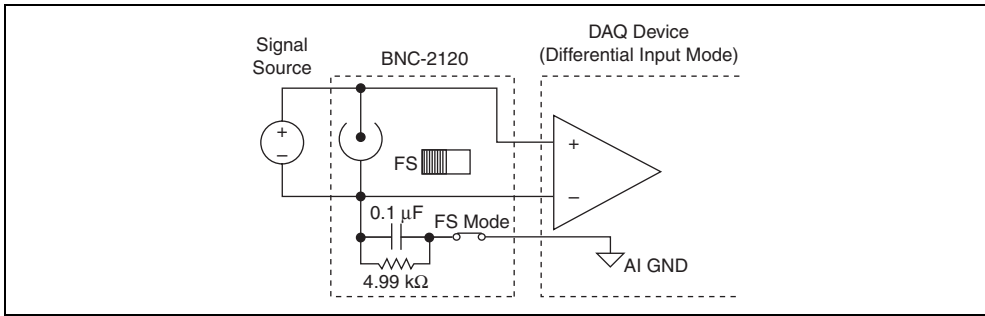 Signal
Source
BNC-2120
DAQ Device
(Differential Input Mode)
+
–
FS
+
–
0.1 μF
FS Mode
4.99 kΩ
AI GND